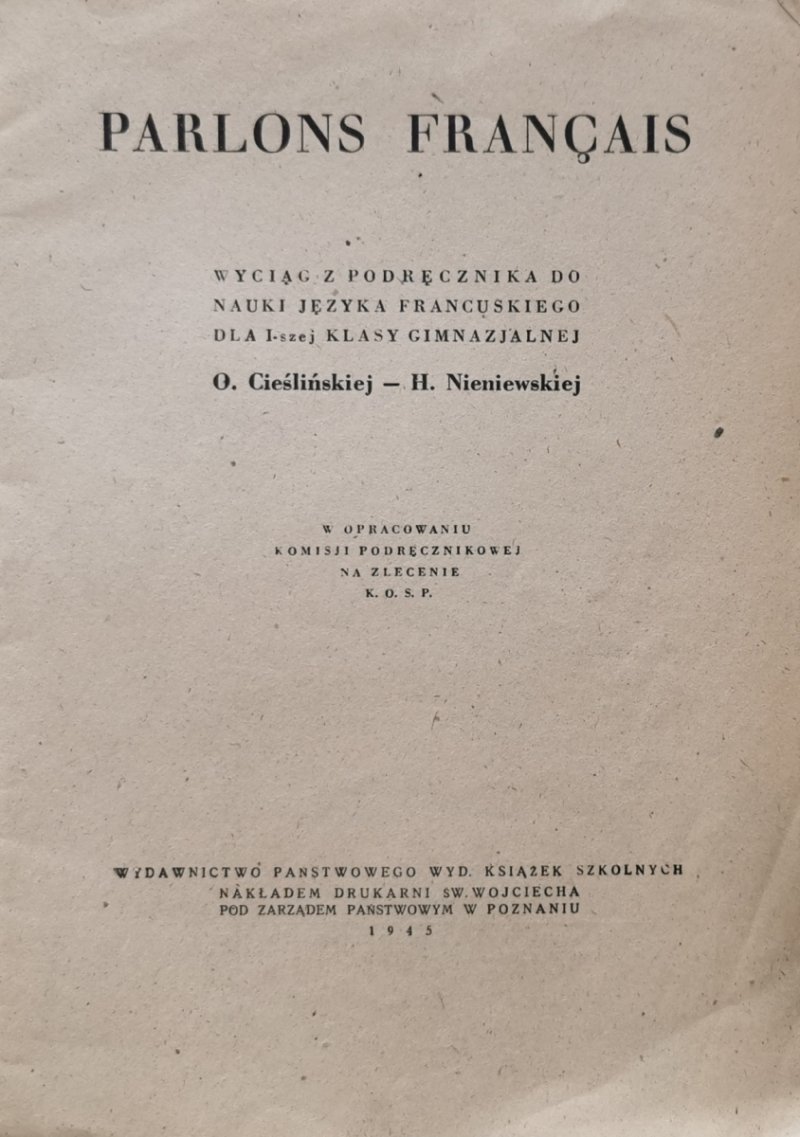 PARLONS FRANÇAIS
WYCIĄG Z PODRĘCZNIKA DO
NAUKI JĘZYKA FRANCUSKIEGO
DLA I-szej KLASY GIMNAZJALNEJ
O. Cieślińskiej — H. Nieniewskiej
W OPRACOWANIU
KOMISJI PODRĘCZNIKOWEJ
NA ZLECENIE
K. O. S. P.
WYDAWNICTWO PAŃSTWOWEGO WYD. KSIĄŻEK SZKOLNYCH
NAKŁADEM DRUKARNI ŚW. WOJCIECHA
POD ZARZĄDEM PAŃSTWOWYM W POZNANIU
1945